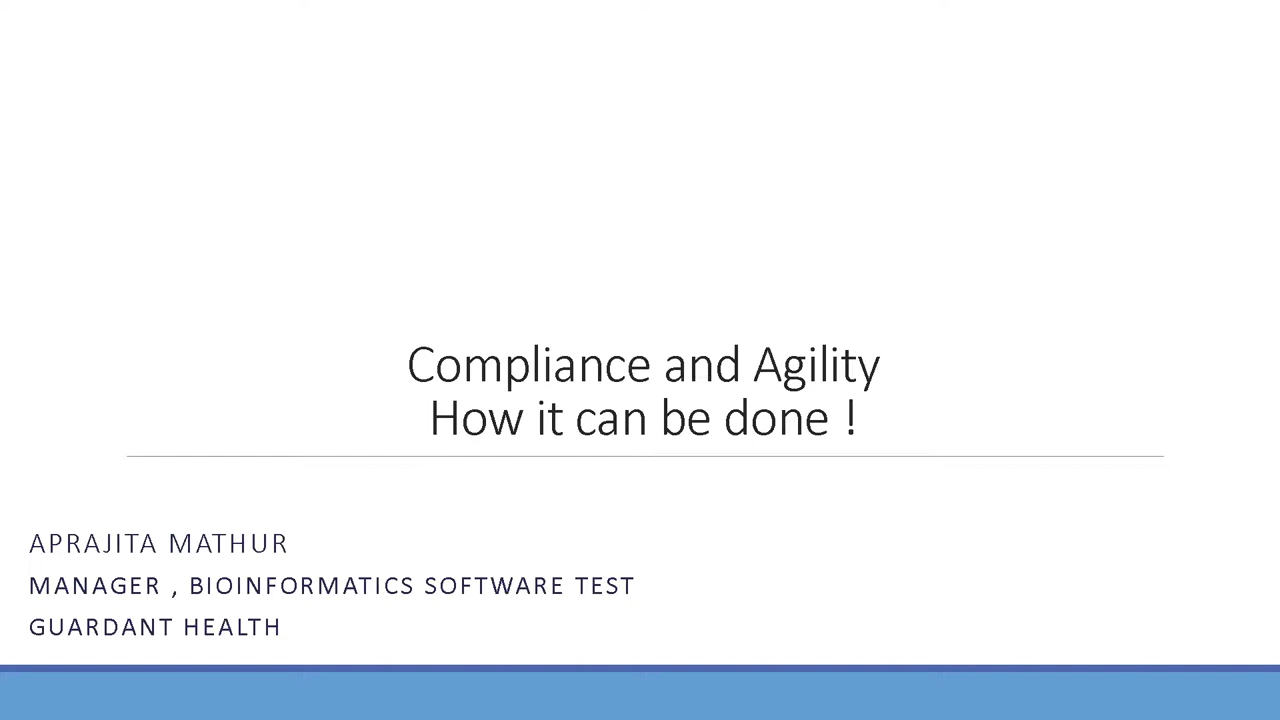 Compliance and Agility
How it can be done !
APRAJITA MATHUR
MANAGER , BIOINFORMATICS SOFTWARE TEST
GUARDANT HEALTH